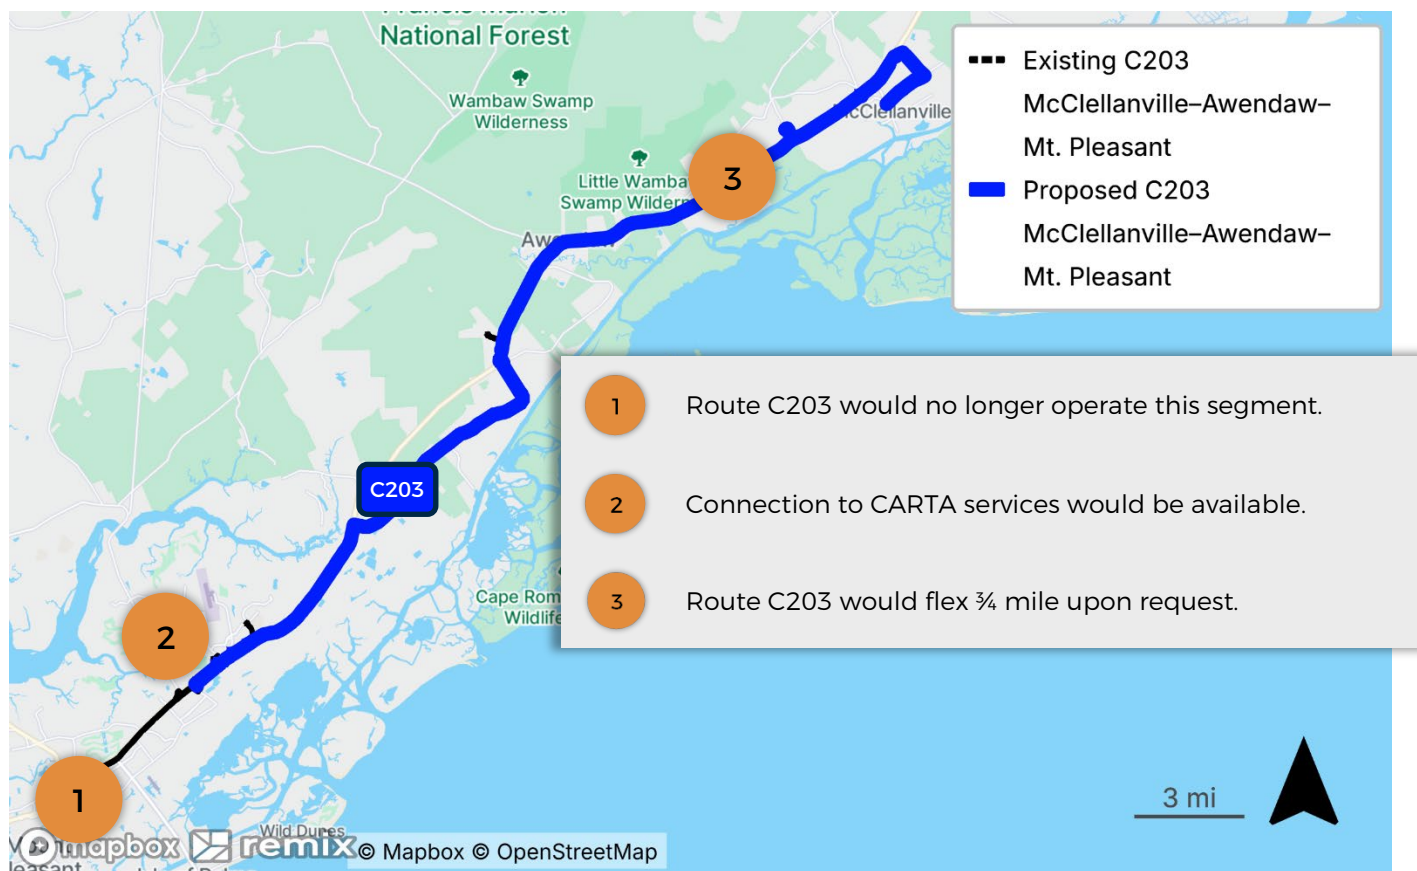 National Forest
Wambaw Swamp
Wilderness
McClellanville
Little Wamba
Swamp Wildern
3
Existing C203
McClellanville–Awendaw–
Mt. Pleasant
Proposed C203
McClellanville–Awendaw–
Mt. Pleasant
1 Route C203 would no longer operate this segment.
2 Connection to CARTA services would be available.
3 Route C203 would flex ¾ mile upon request.
C203
Cape Rom
Wildlife
2
1
3 mi
Wild Dunes
mapbox remix © Mapbox © OpenStreetMap